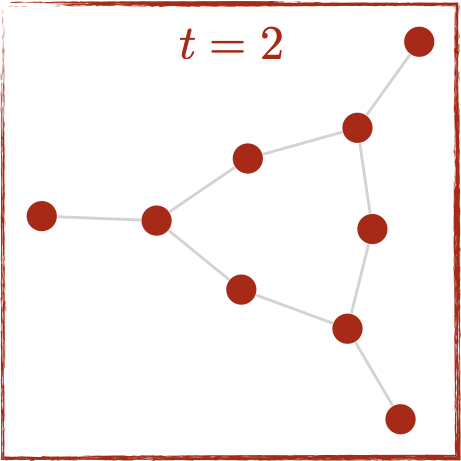 t = 2